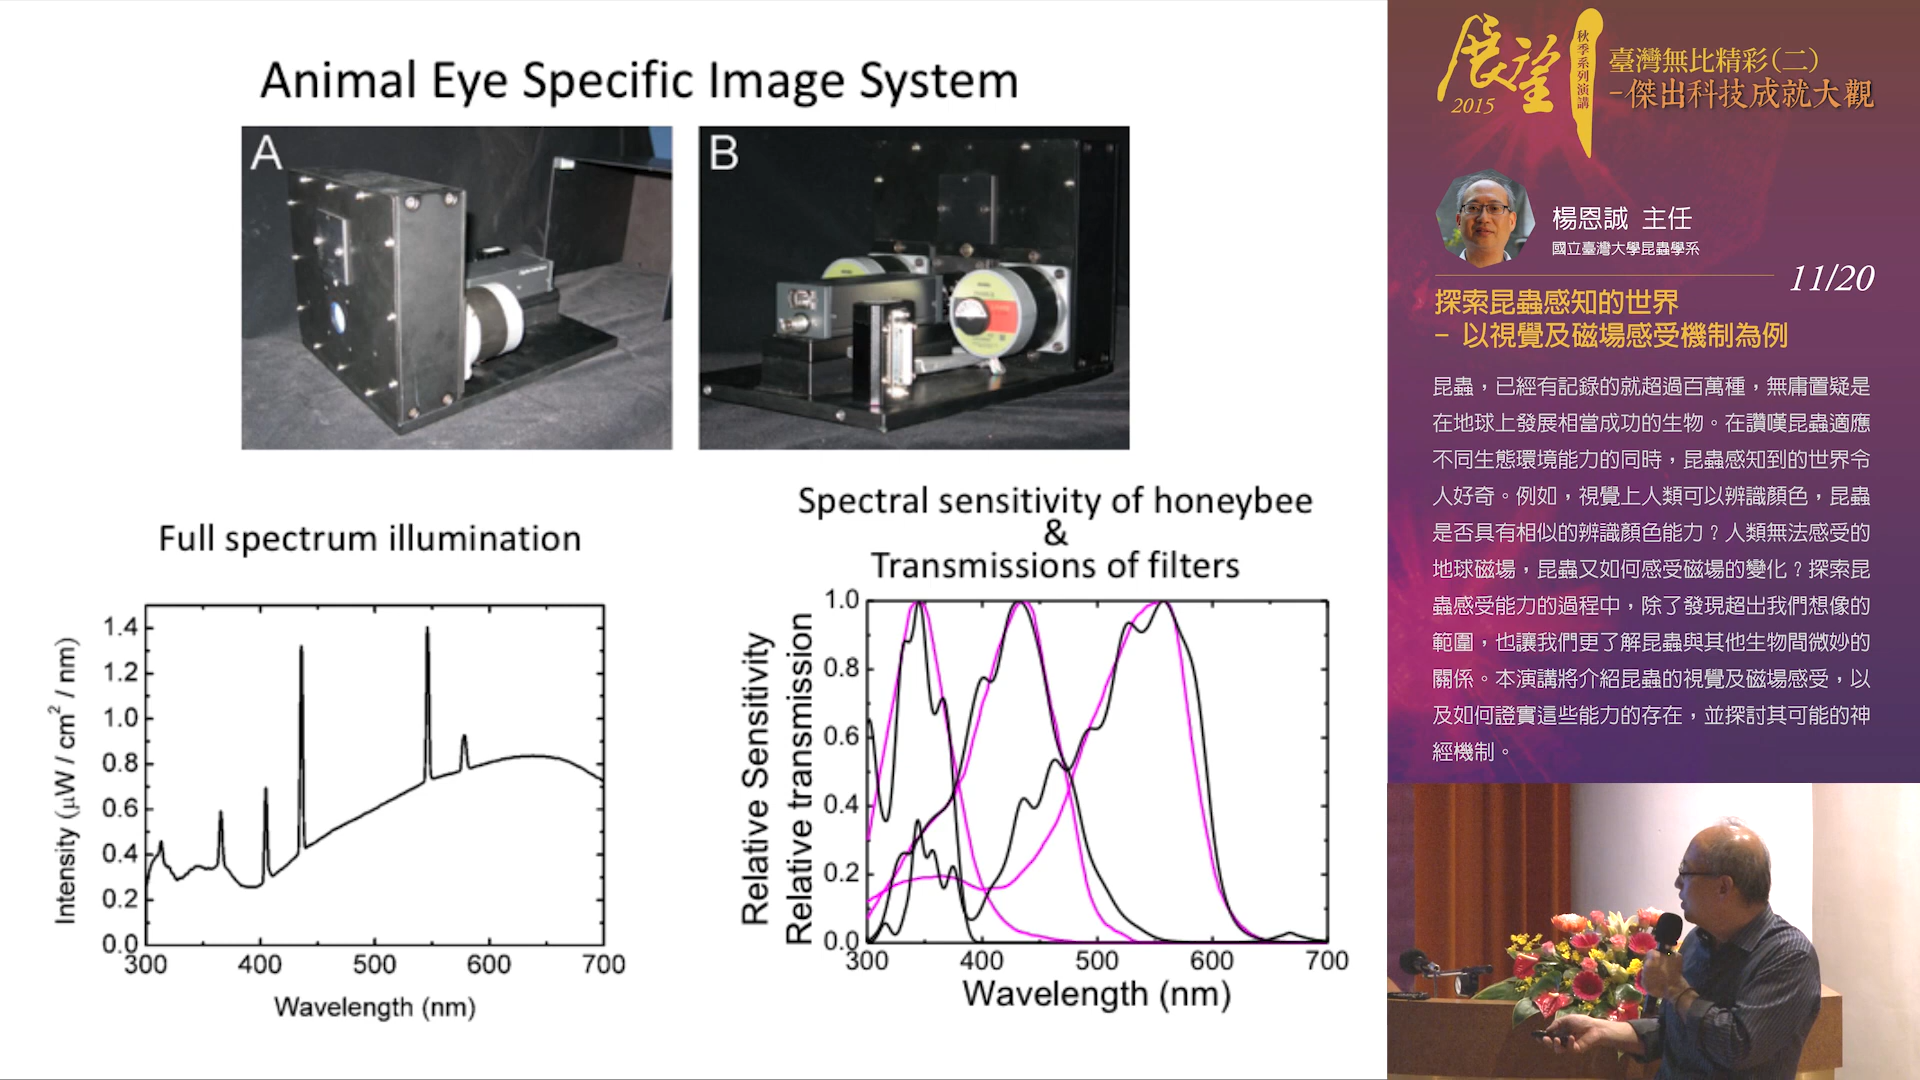 Animal Eye Specific Image System
A
B
Full spectrum illumination
Spectral sensitivity of honeybee
&
Transmissions of filters
Intensity (μW / cm2 / nm)
1.4
1.2
1.0
0.8
0.6
0.4
0.2
0.0
300 400 500 600 700
Wavelength (nm)
Relative Sensitivity
Relative transmission
1.0
0.8
0.6
0.4
0.2
0.0
300 400 500 600 700
Wavelength (nm)
展望
2015
秋季系列演講
臺灣無比精彩(二)
-傑出科技成就大觀
楊恩誠 主任
國立臺灣大學昆蟲學系
11/20
探索昆蟲感知的世界
- 以視覺及磁場感受機制為例
昆蟲，已經有記錄的就超過百萬種，無庸置疑是
在地球上發展相當成功的生物。在讚嘆昆蟲適應
不同生態環境能力的同時，昆蟲感知到的世界令
人好奇。例如，視覺上人類可以辨識顏色，昆蟲
是否具有相似的辨識顏色能力？人類無法感受的
地球磁場，昆蟲又如何感受磁場的變化？探索昆
蟲感受能力的過程中，除了發現超出我們想像的
範圍，也讓我們更了解昆蟲與其他生物間微妙的
關係。本演講將介紹昆蟲的視覺及磁場感受，以
及如何證實這些能力的存在，並探討其可能的神
經機制。